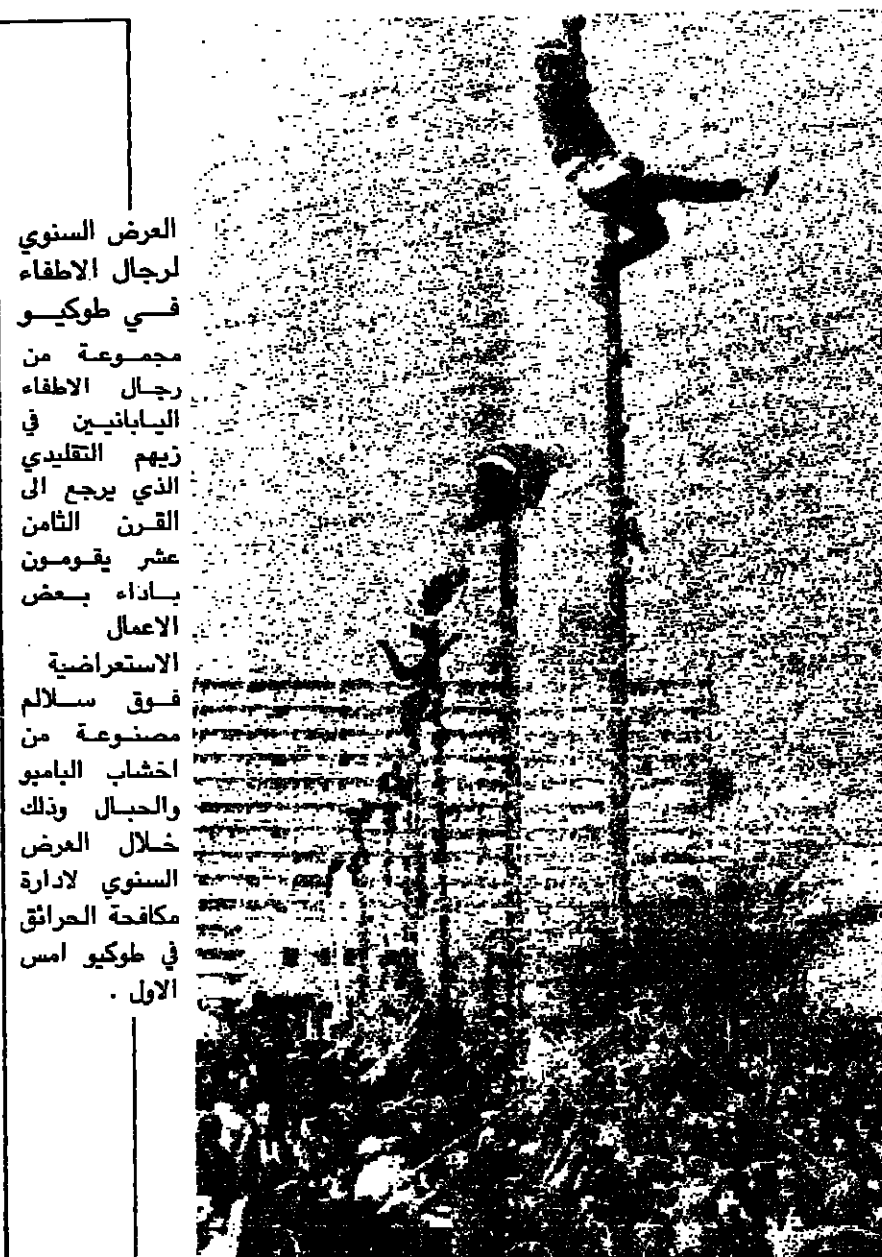 العرض السنوي
لرجال الاطفاء
فـي طوكيـو
مجموعة من
رجال الاطفاء
اليابانيين في
زيهم التقليدي
الذي يرجع الى
القرن الثامن
عشر يقومون
باداء بعض
الاعمال
الاستعراضية
فوق سلالم
مصنوعة من
اخشاب البامبو
والحبال وذلك
خلال العرض
السنوي لادارة
مكافحة الحرائق
في طوكيو امس
الاول .